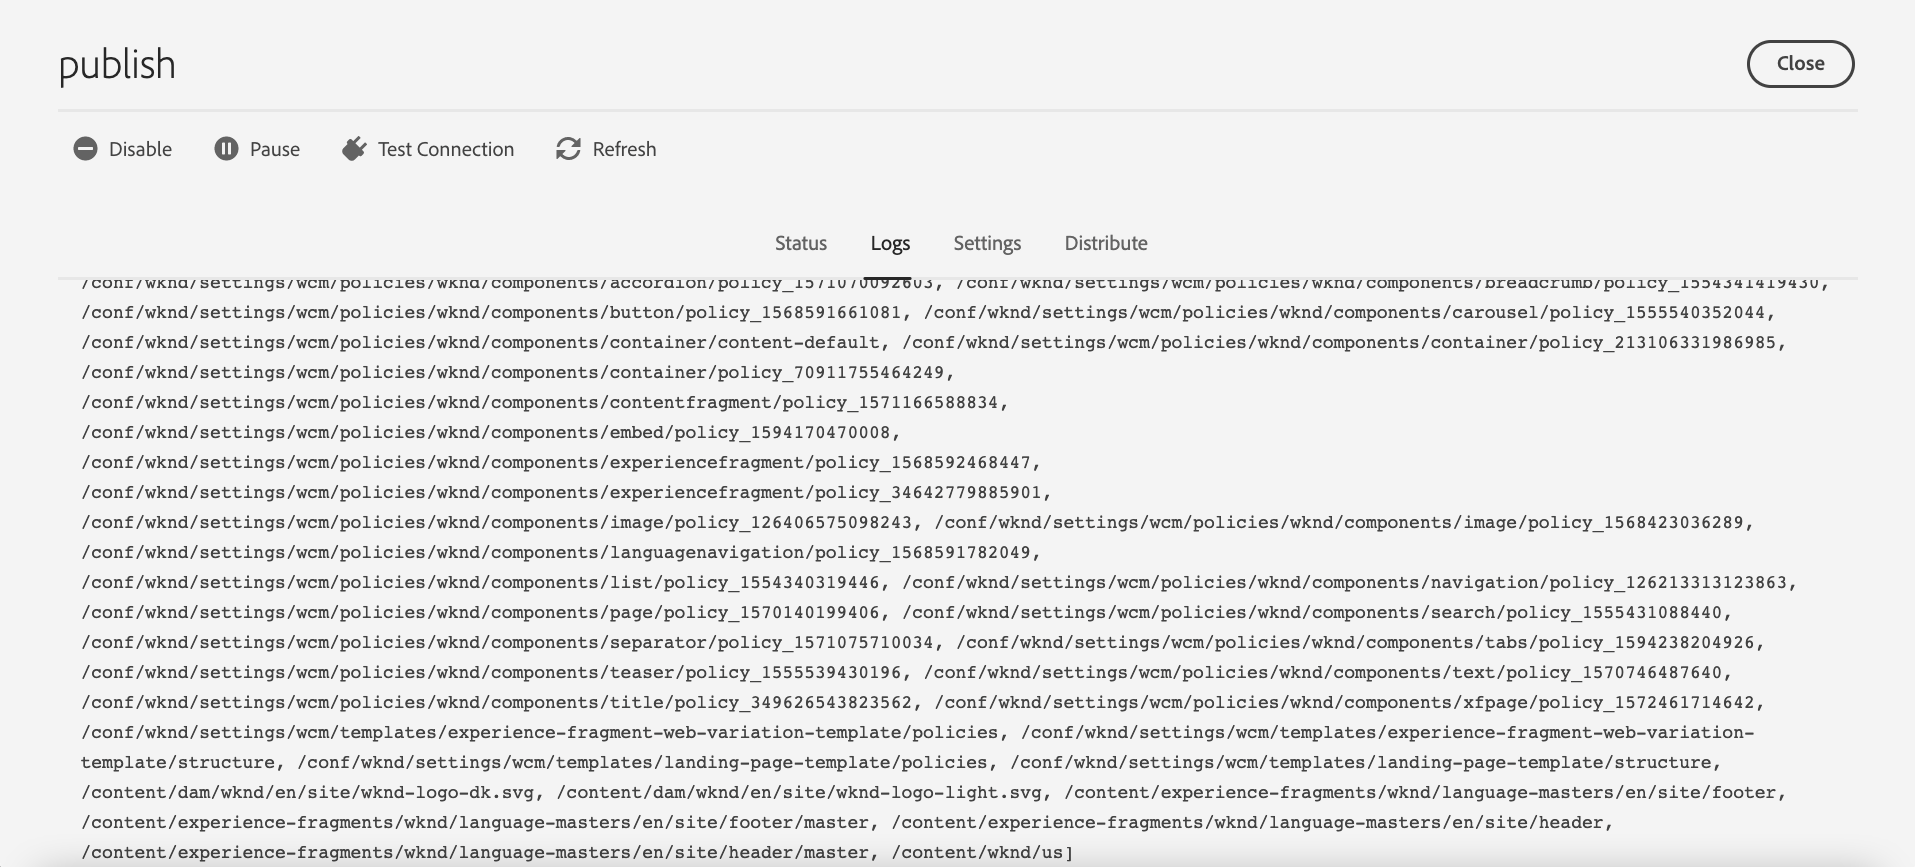 publish
Close
Disable
Pause
Test Connection
Refresh
Status
Logs
Settings
Distribute
/conf/wknd/settings/wcm/policies/wknd/components/accordion/policy_1571070092603, /conf/wknd/settings/wcm/policies/wknd/components/breadcrumb/policy_1554341419430,
/conf/wknd/settings/wcm/policies/wknd/components/button/policy_1568591661081, /conf/wknd/settings/wcm/policies/wknd/components/carousel/policy_1555540352044,
/conf/wknd/settings/wcm/policies/wknd/components/container/content-default, /conf/wknd/settings/wcm/policies/wknd/components/container/policy_213106331986985,
/conf/wknd/settings/wcm/policies/wknd/components/container/policy_70911755464249,
/conf/wknd/settings/wcm/policies/wknd/components/contentfragment/policy_1571166588834,
/conf/wknd/settings/wcm/policies/wknd/components/embed/policy_1594170470008,
/conf/wknd/settings/wcm/policies/wknd/components/experiencefragment/policy_1568592468447,
/conf/wknd/settings/wcm/policies/wknd/components/experiencefragment/policy_34642779885901,
/conf/wknd/settings/wcm/policies/wknd/components/image/policy_126406575098243, /conf/wknd/settings/wcm/policies/wknd/components/image/policy_1568423036289,
/conf/wknd/settings/wcm/policies/wknd/components/languagenavigation/policy_1568591782049,
/conf/wknd/settings/wcm/policies/wknd/components/list/policy_1554340319446, /conf/wknd/settings/wcm/policies/wknd/components/navigation/policy_126213313123863,
/conf/wknd/settings/wcm/policies/wknd/components/page/policy_1570140199406, /conf/wknd/settings/wcm/policies/wknd/components/search/policy_1555431088440,
/conf/wknd/settings/wcm/policies/wknd/components/separator/policy_1571075710034, /conf/wknd/settings/wcm/policies/wknd/components/tabs/policy_1594238204926,
/conf/wknd/settings/wcm/policies/wknd/components/teaser/policy_1555539430196, /conf/wknd/settings/wcm/policies/wknd/components/text/policy_1570746487640,
/conf/wknd/settings/wcm/policies/wknd/components/title/policy_349626543823562, /conf/wknd/settings/wcm/policies/wknd/components/xfpage/policy_1572461714642,
/conf/wknd/settings/wcm/templates/experience-fragment-web-variation-template/policies, /conf/wknd/settings/wcm/templates/experience-fragment-web-variation-
template/structure, /conf/wknd/settings/wcm/templates/landing-page-template/policies, /conf/wknd/settings/wcm/templates/landing-page-template/structure,
/content/dam/wknd/en/site/wknd-logo-dk.svg, /content/dam/wknd/en/site/wknd-logo-light.svg, /content/experience-fragments/wknd/language-masters/en/site/footer,
/content/experience-fragments/wknd/language-masters/en/site/footer/master, /content/experience-fragments/wknd/language-masters/en/site/header,
/content/experience-fragments/wknd/language-masters/en/site/header/master, /content/wknd/us]